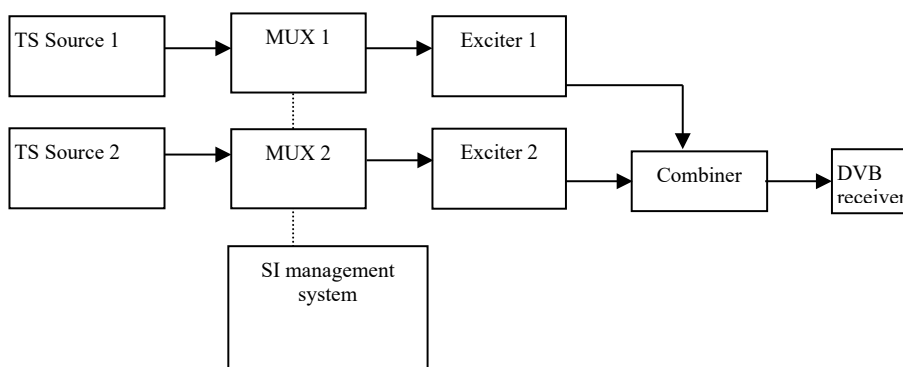 TS Source 1
MUX 1
Exciter 1
TS Source 2
MUX 2
Exciter 2
Combiner
DVB
receiver
SI management
system